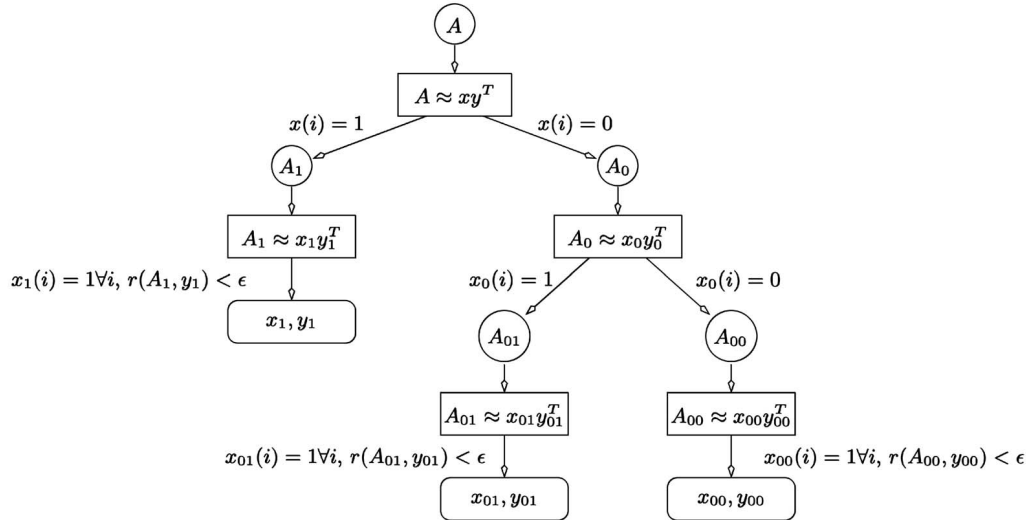 A
A ≈ xy^T
x(i) = 1
x(i) = 0
A_1
A_0
A_1 ≈ x_1y_1^T
A_0 ≈ x_0y_0^T
x_1(i) = 1∀i, r(A_1, y_1) < ϵ
x_0(i) = 1
x_0(i) = 0
x_1, y_1
A_01
A_00
A_01 ≈ x_01y_01^T
A_00 ≈ x_00y_00^T
x_01(i) = 1∀i, r(A_01, y_01) < ϵ
x_00(i) = 1∀i, r(A_00, y_00) < ϵ
x_01, y_01
x_00, y_00